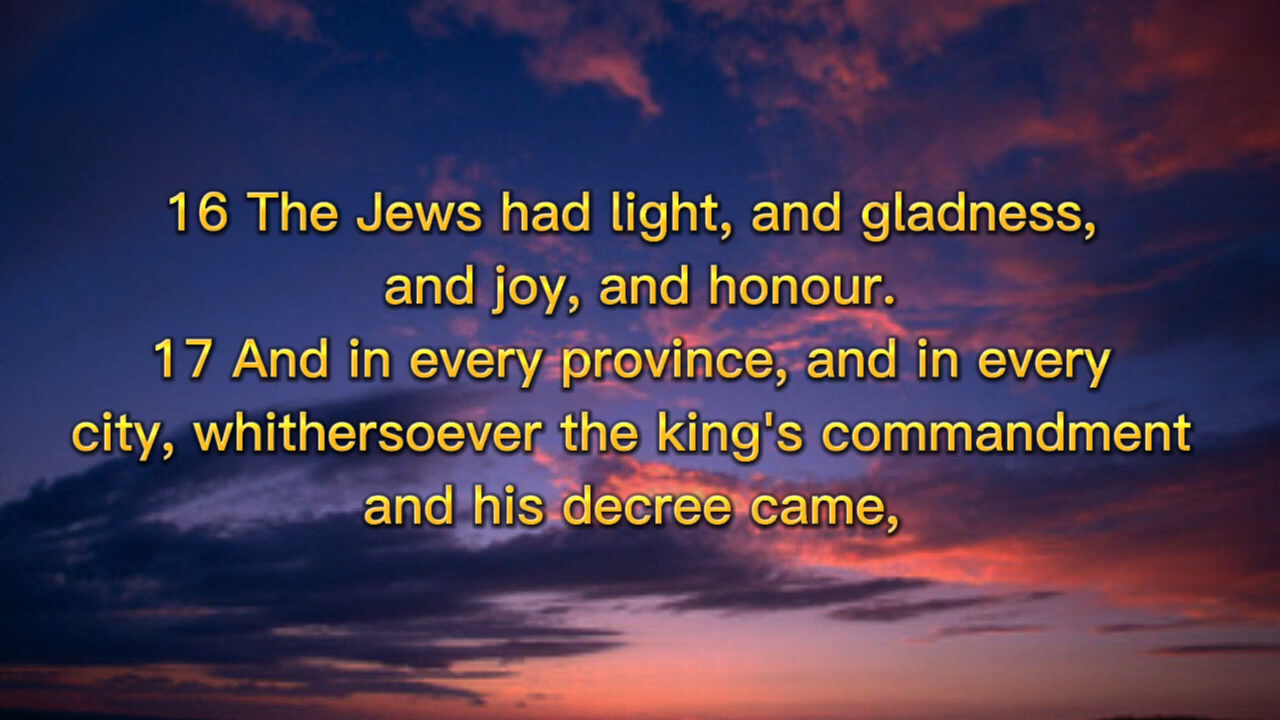 16 The Jews had light, and gladness,
and joy, and honour.
17 And in every province, and in every
city, whithersoever the king's commandment
and his decree came,